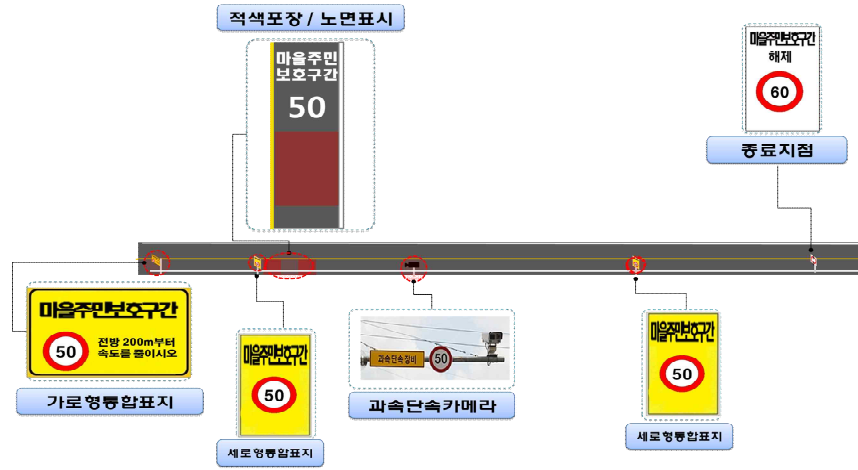 적색포장 / 노면표시
마을주민
보호구간
50
마을주민보호구간
해제
60
종료지점
마을주민보호구간
50
전방 200m부터
속도를 줄이시오
가로형통합표지
마을주민보호구간
50
세로형통합표지
과속단속장비
50
과속단속카메라
마을주민보호구간
50
세로형통합표지